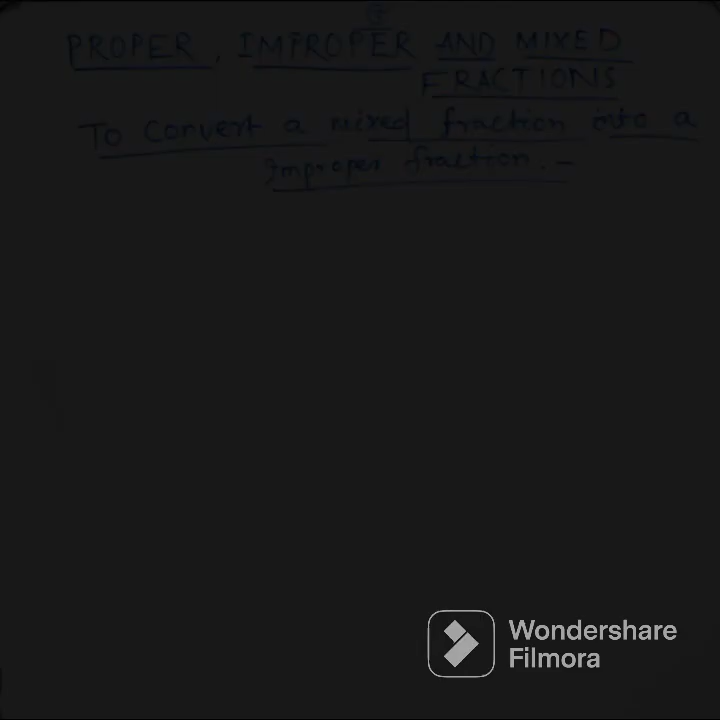 PROPER, IMPROPER AND MIXED
FRACTIONS
To Convert a mixed fraction into a
Improper fraction. -
Wondershare
Filmora